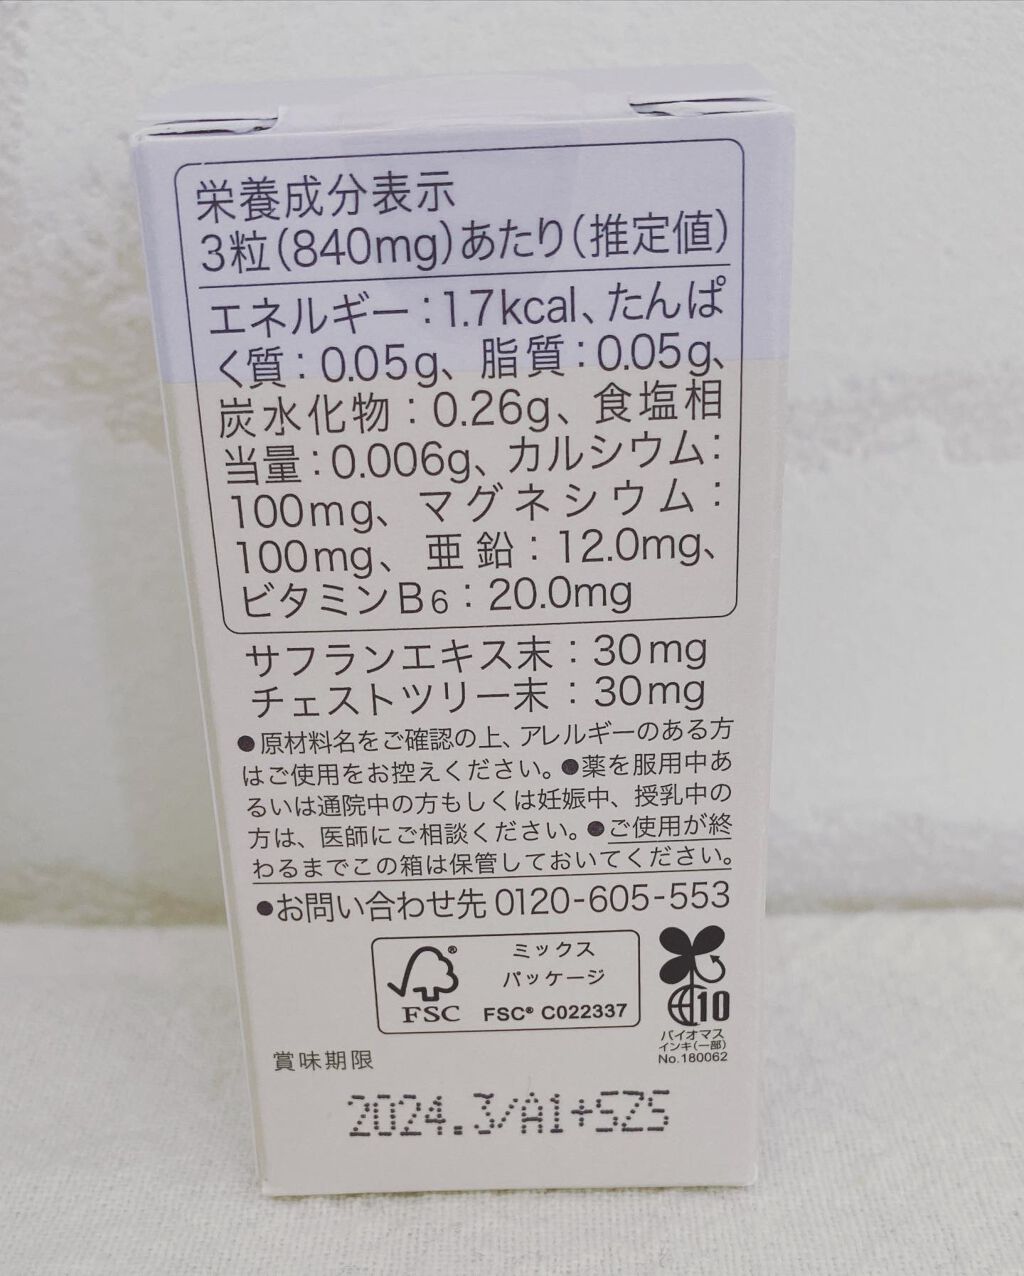 栄養成分表示
3粒(840mg)あたり(推定値)
エネルギー:1.7kcal、たんぱ
く質:0.05g、脂質:0.05g、
炭水化物:0.26g、食塩相
当量:0.006g、カルシウム:
100mg、マグネシウム:
100mg、亜鉛:12.0mg、
ビタミンB6:20.0mg
サフランエキス末:30mg
チェストツリー末:30mg
●原材料名をご確認の上、アレルギーのある方
はご使用をお控えください。●薬を服用中あ
るいは通院中の方もしくは妊娠中、授乳中の
方は、医師にご相談ください。●ご使用が終
わるまでこの箱は保管しておいてください。
●お問い合わせ先 0120-605-553
ミックス
パッケージ
FSC
FSC® C022337
10
バイオマス
インキ(一部)
No.180062
賞味期限
2024.3/A1+SZS